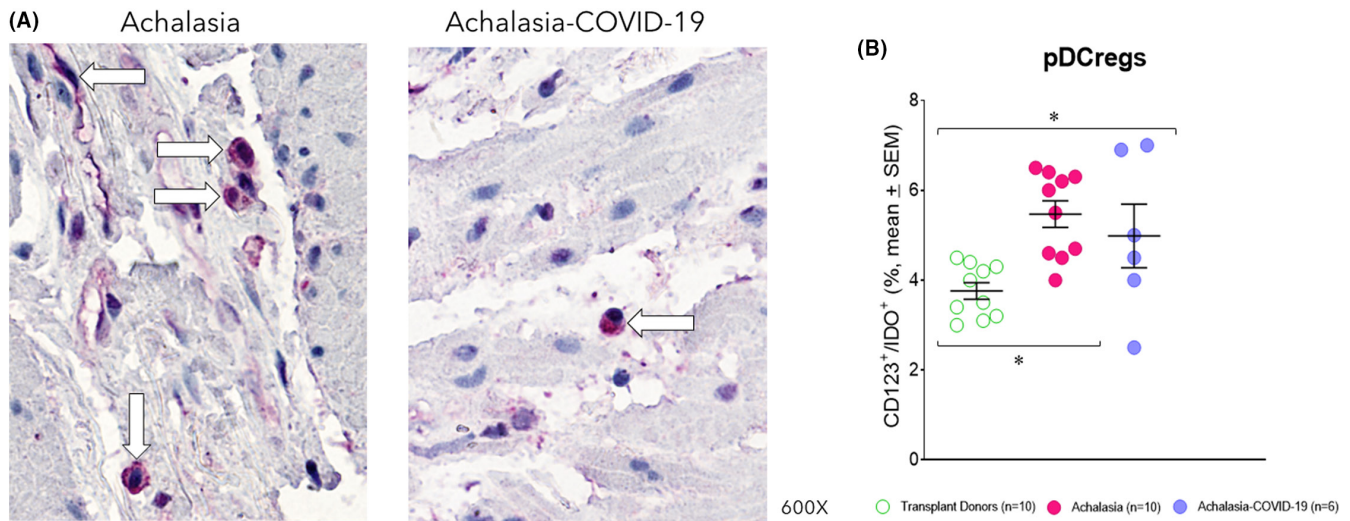 (A)
Achalasia
Achalasia-COVID-19
600X
(B)
pDCregs
CD123⁺/IDO⁺ (%, mean ± SEM)
8
6
4
2
0
*
*
Transplant Donors (n=10)
Achalasia (n=10)
Achalasia-COVID-19 (n=6)